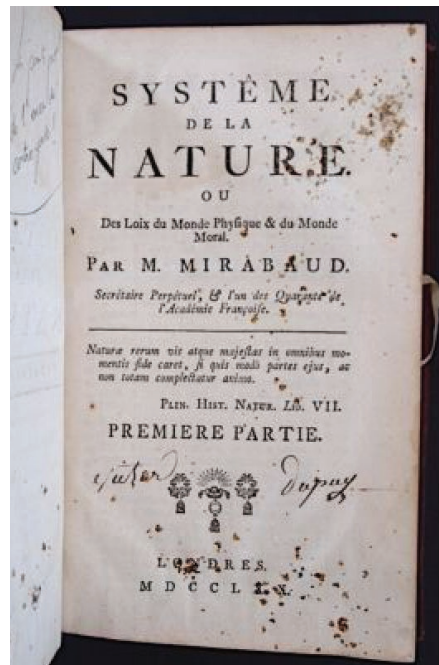 SYSTÊME
DE LA
NATURE.
OU
Des Loix du Monde Phyſique & du Monde
Moral.
PAR M. MIRABAUD.
Secrétaire Perpétuel, & l'un des Quarante de
l'Académie Françoiſe.
Naturæ rerum vis atque majeſtas in omnibus mo-
mentis fide caret, ſi quis modò partes ejus, ac
non totam complectatur animo.
PLIN. HIST. NATUR. Lib. VII.
PREMIERE PARTIE.
dupuy
LONDRES.
MDCCLXX.